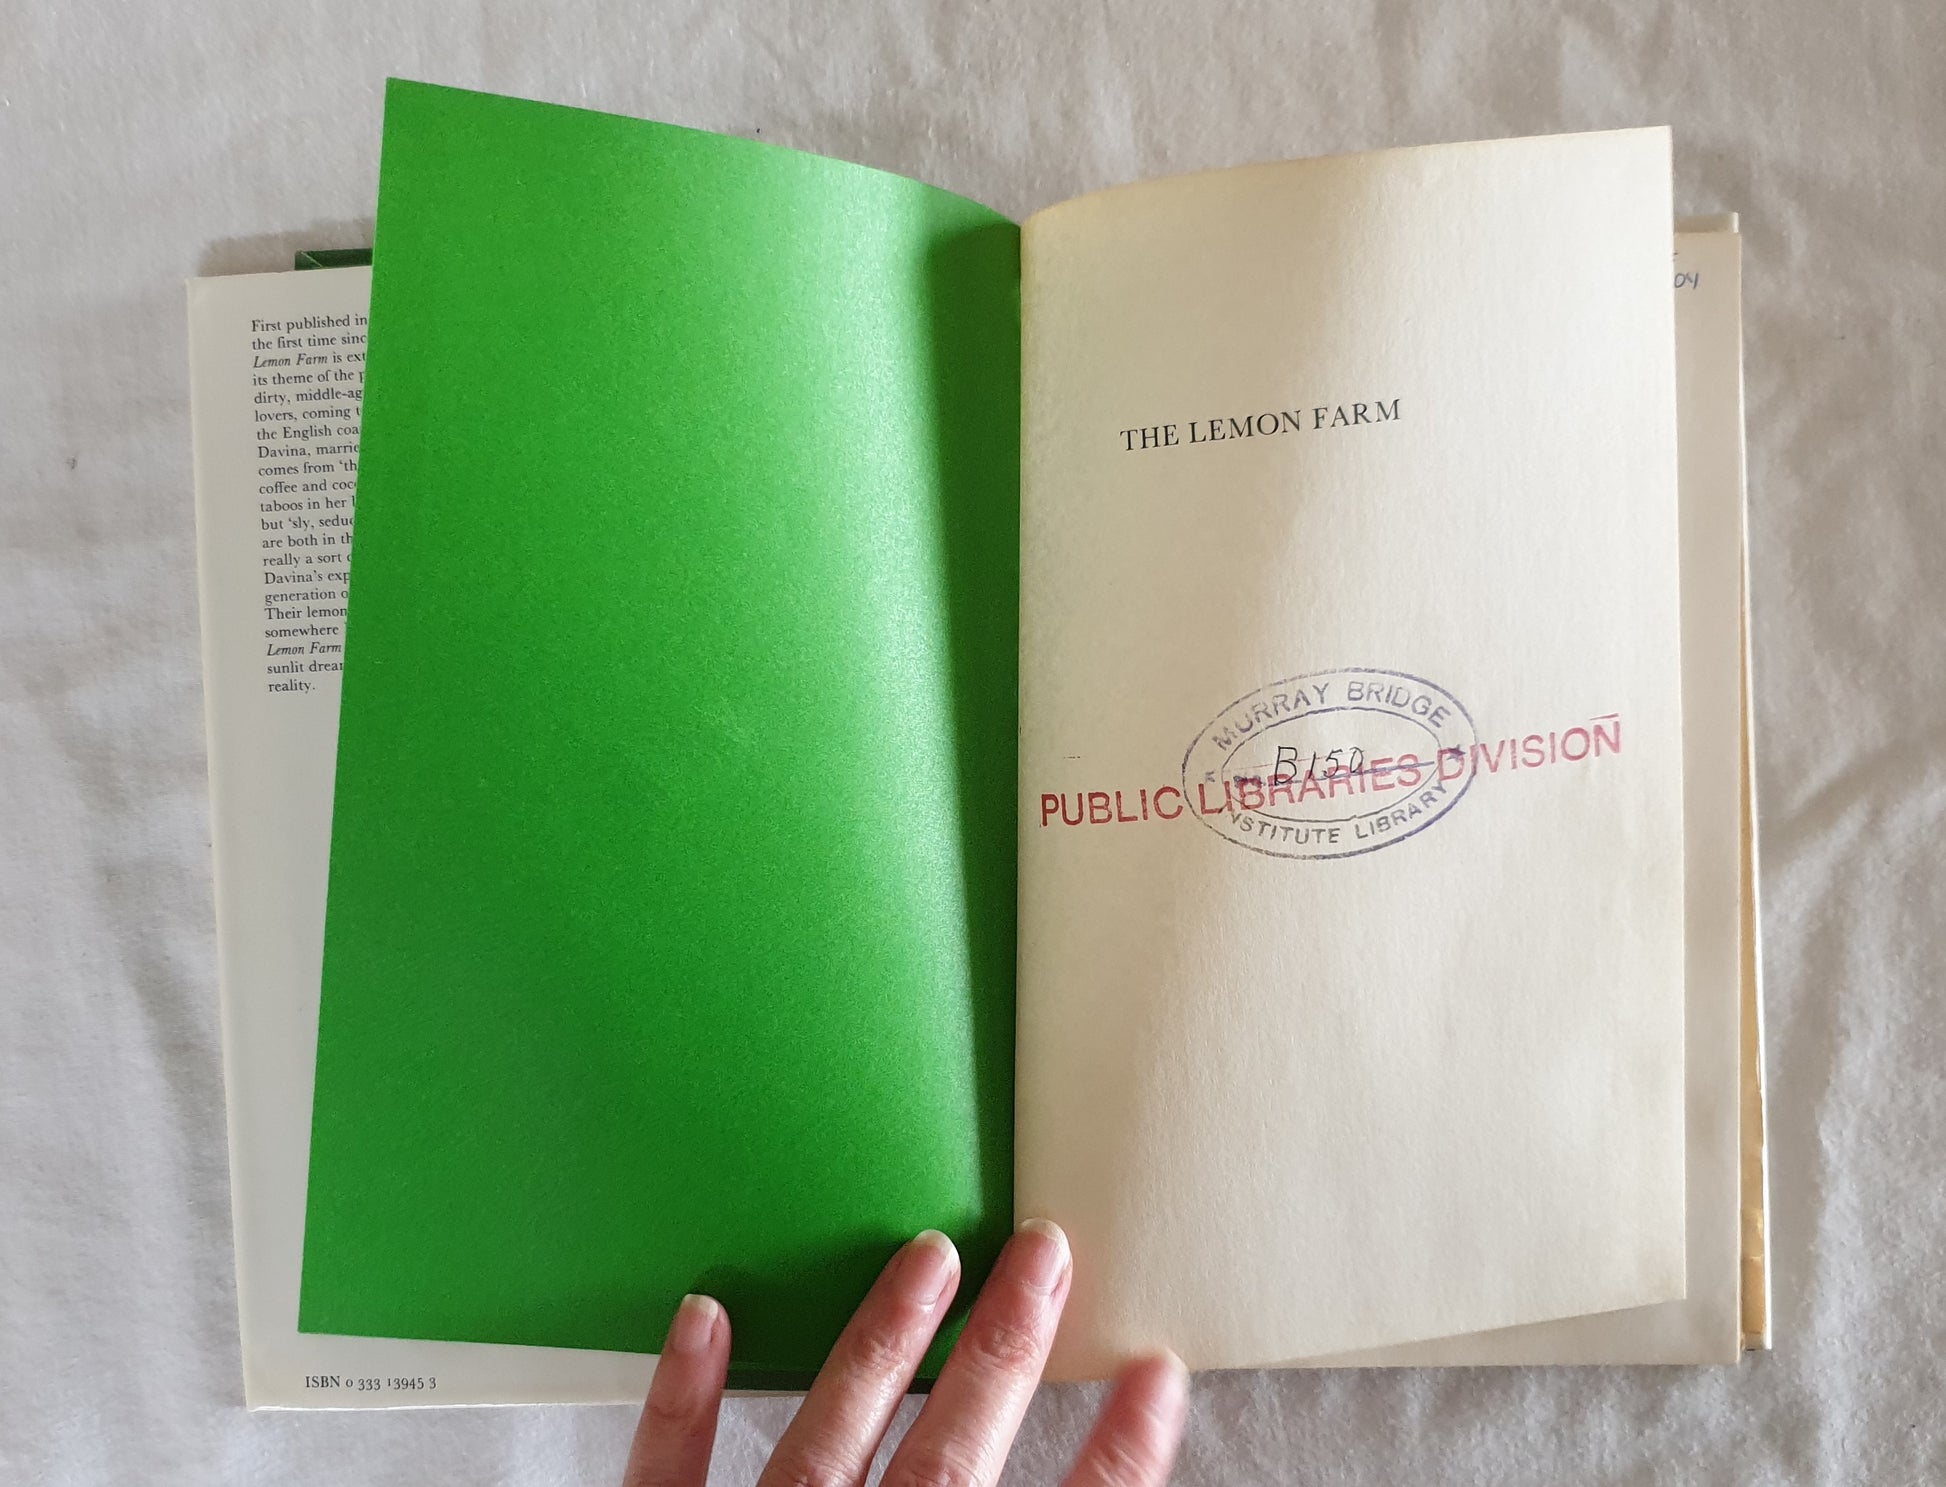 First published in
the first time sinc
Lemon Farm is ext
its theme of the p
dirty, middle-ag
lovers, coming t
the English coa
Davina, marrie
comes from ‘th
coffee and coc
taboos in her l
but ‘sly, seduc
are both in th
really a sort o
Davina’s exp
generation o
Their lemon
somewhere
Lemon Farm
sunlit drear
reality.
ISBN 0 333 13945 3
04
THE LEMON FARM
MURRAY BRIDGE
B150
PUBLIC LIBRARIES DIVISION
INSTITUTE LIBRARY